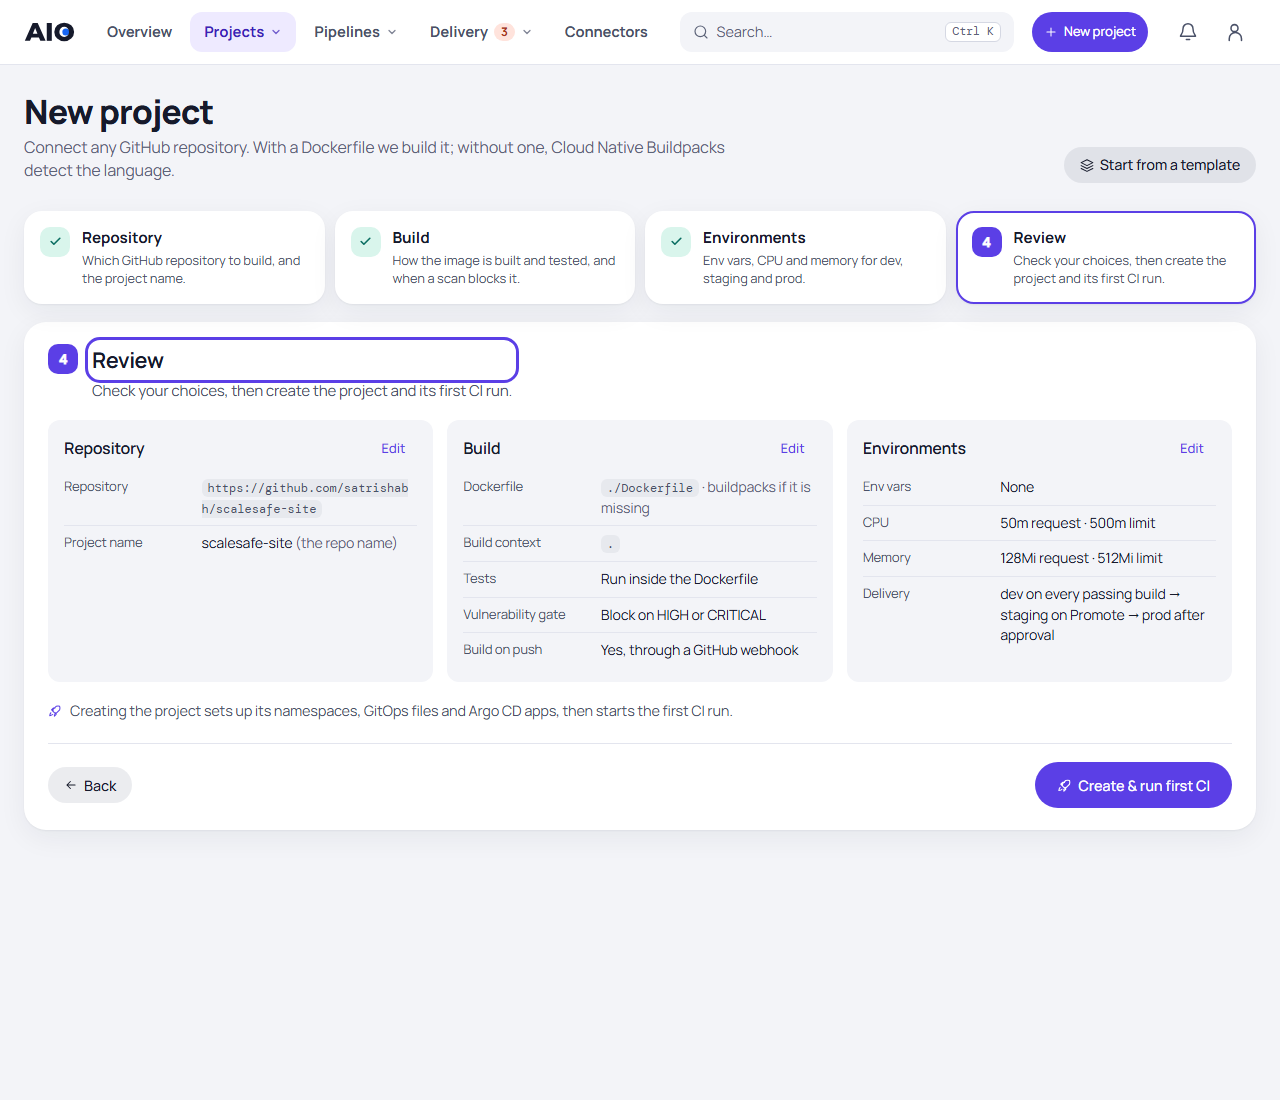 AIO
Overview
Projects
Pipelines
Delivery 3
Connectors
Search...
Ctrl K
+ New project
New project
Connect any GitHub repository. With a Dockerfile we build it; without one, Cloud Native Buildpacks
detect the language.
Start from a template
Repository
Which GitHub repository to build, and
the project name.
Build
How the image is built and tested, and
when a scan blocks it.
Environments
Env vars, CPU and memory for dev,
staging and prod.
4 Review
Check your choices, then create the
project and its first CI run.
4 Review
Check your choices, then create the project and its first CI run.
Repository Edit
Repository https://github.com/satrishab
h/scalesafe-site
Project name scalesafe-site (the repo name)
Build Edit
Dockerfile ./Dockerfile · buildpacks if it is
missing
Build context .
Tests Run inside the Dockerfile
Vulnerability gate Block on HIGH or CRITICAL
Build on push Yes, through a GitHub webhook
Environments Edit
Env vars None
CPU 50m request · 500m limit
Memory 128Mi request · 512Mi limit
Delivery dev on every passing build →
staging on Promote → prod after
approval
Creating the project sets up its namespaces, GitOps files and Argo CD apps, then starts the first CI run.
← Back
Create & run first CI